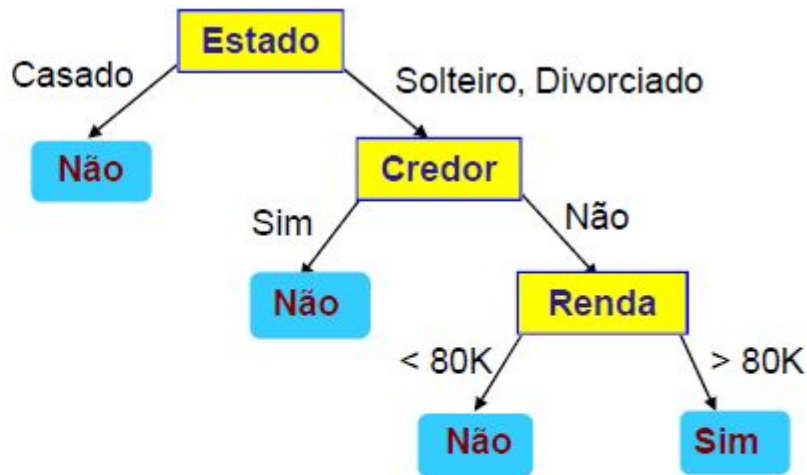 Estado
Casado
Solteiro, Divorciado
Não
Credor
Sim
Não
Não
Renda
< 80K
> 80K
Não
Sim